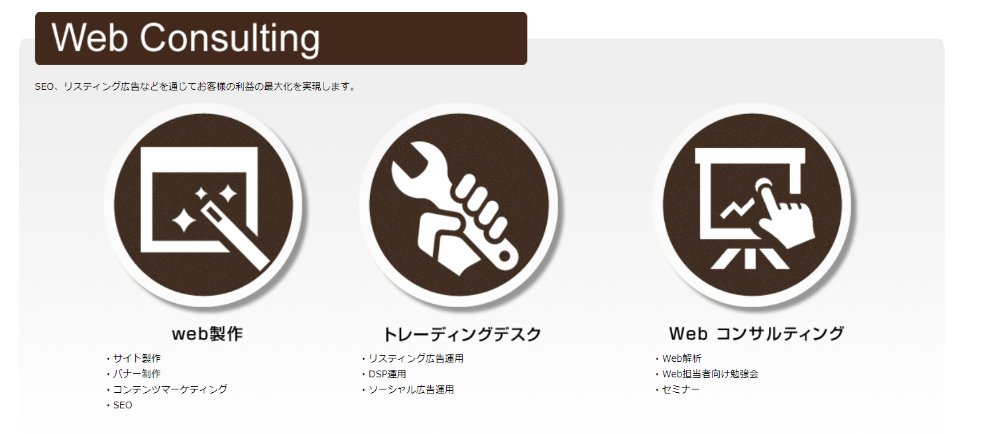 Web Consulting
SEO、リスティング広告などを通じてお客様の利益の最大化を実現します。
web製作
トレーディングデスク
Web コンサルティング
・サイト製作
・バナー制作
・コンテンツマーケティング
・SEO
・リスティング広告運用
・DSP運用
・ソーシャル広告運用
・Web解析
・Web担当者向け勉強会
・セミナー